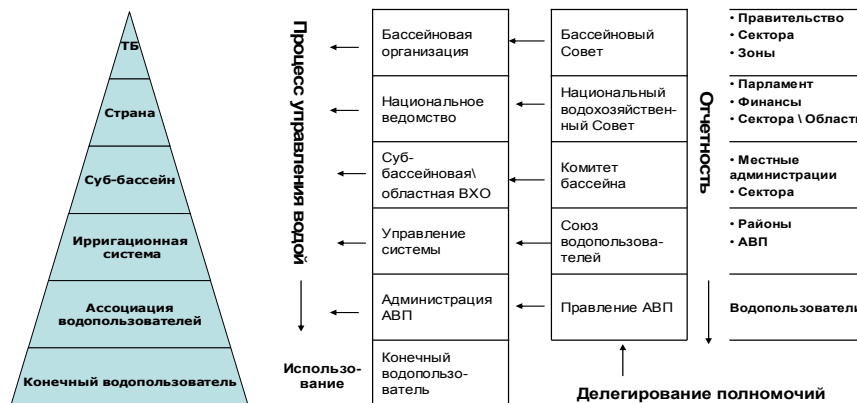 ТБ
Страна
Суб-бассейн
Ирригационная
система
Ассоциация
водопользователей
Конечный водопользователь
Процесс управления водой
Использо-
вание
Бассейновая
организация
Национальное
ведомство
Суб-
бассейновая\
областная ВХО
Управление
системы
Администрация
АВП
Конечный
водопользо-
ватель
Бассейновый
Совет
Национальный
водохозяйствен-
ный Совет
Комитет
бассейна
Союз
водопользова-
телей
Правление АВП
Отчетность
• Правительство
• Сектора
• Зоны
• Парламент
• Финансы
• Сектора \ Област
• Местные
администрации
• Сектора
• Районы
• АВП
Водопользователи
Делегирование полномочий